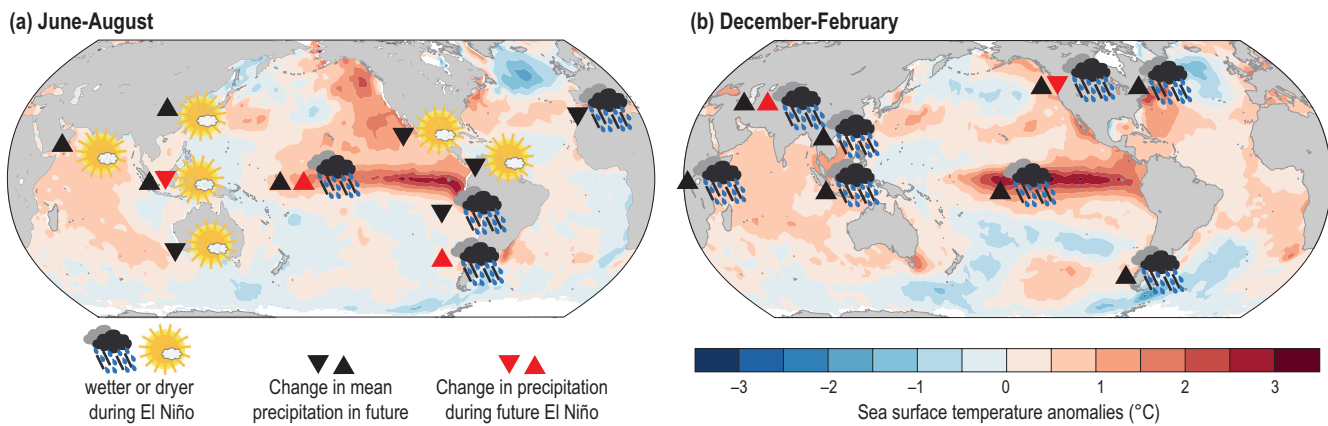 (a) June-August
(b) December-February
wetter or dryer
during El Niño
Change in mean
precipitation in future
Change in precipitation
during future El Niño
–3 –2 –1 0 1 2 3
Sea surface temperature anomalies (°C)